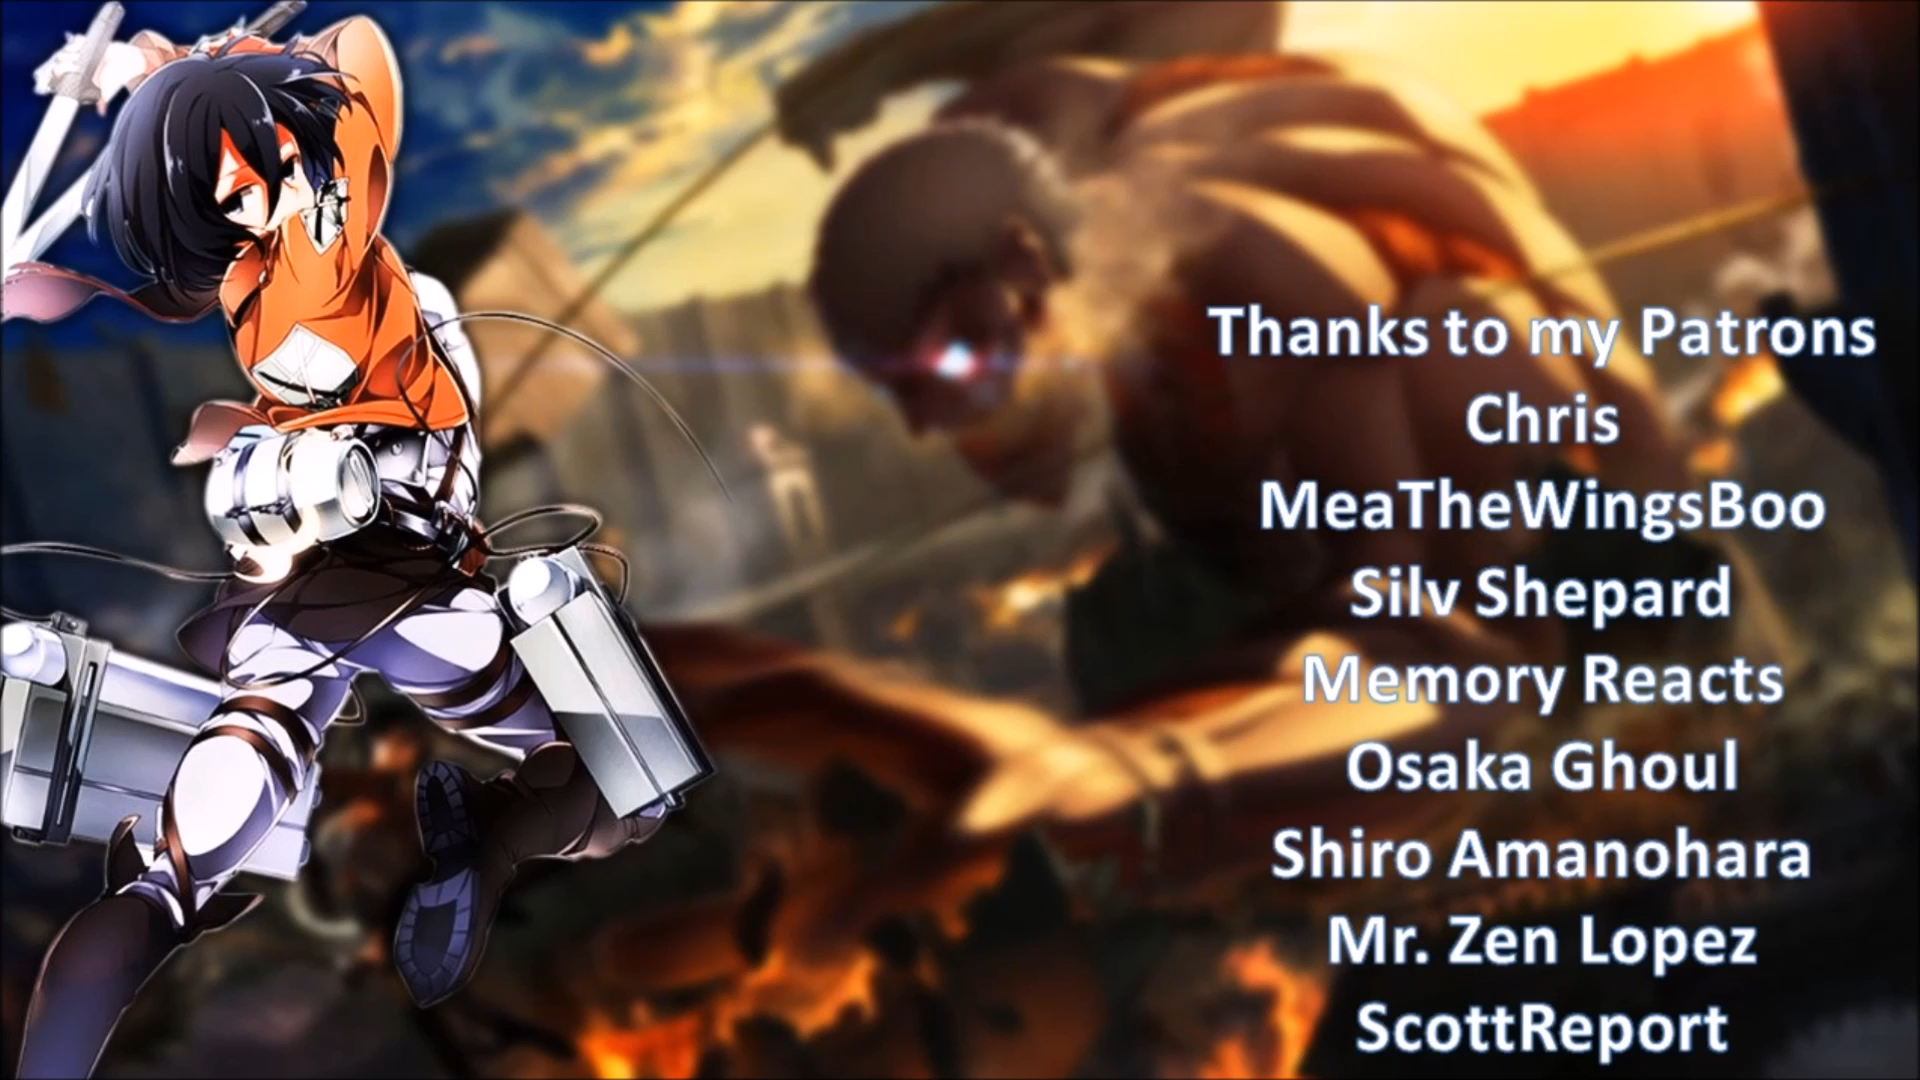 Thanks to my Patrons
Chris
MeaTheWingsBoo
Silv Shepard
Memory Reacts
Osaka Ghoul
Shiro Amanohara
Mr. Zen Lopez
ScottReport